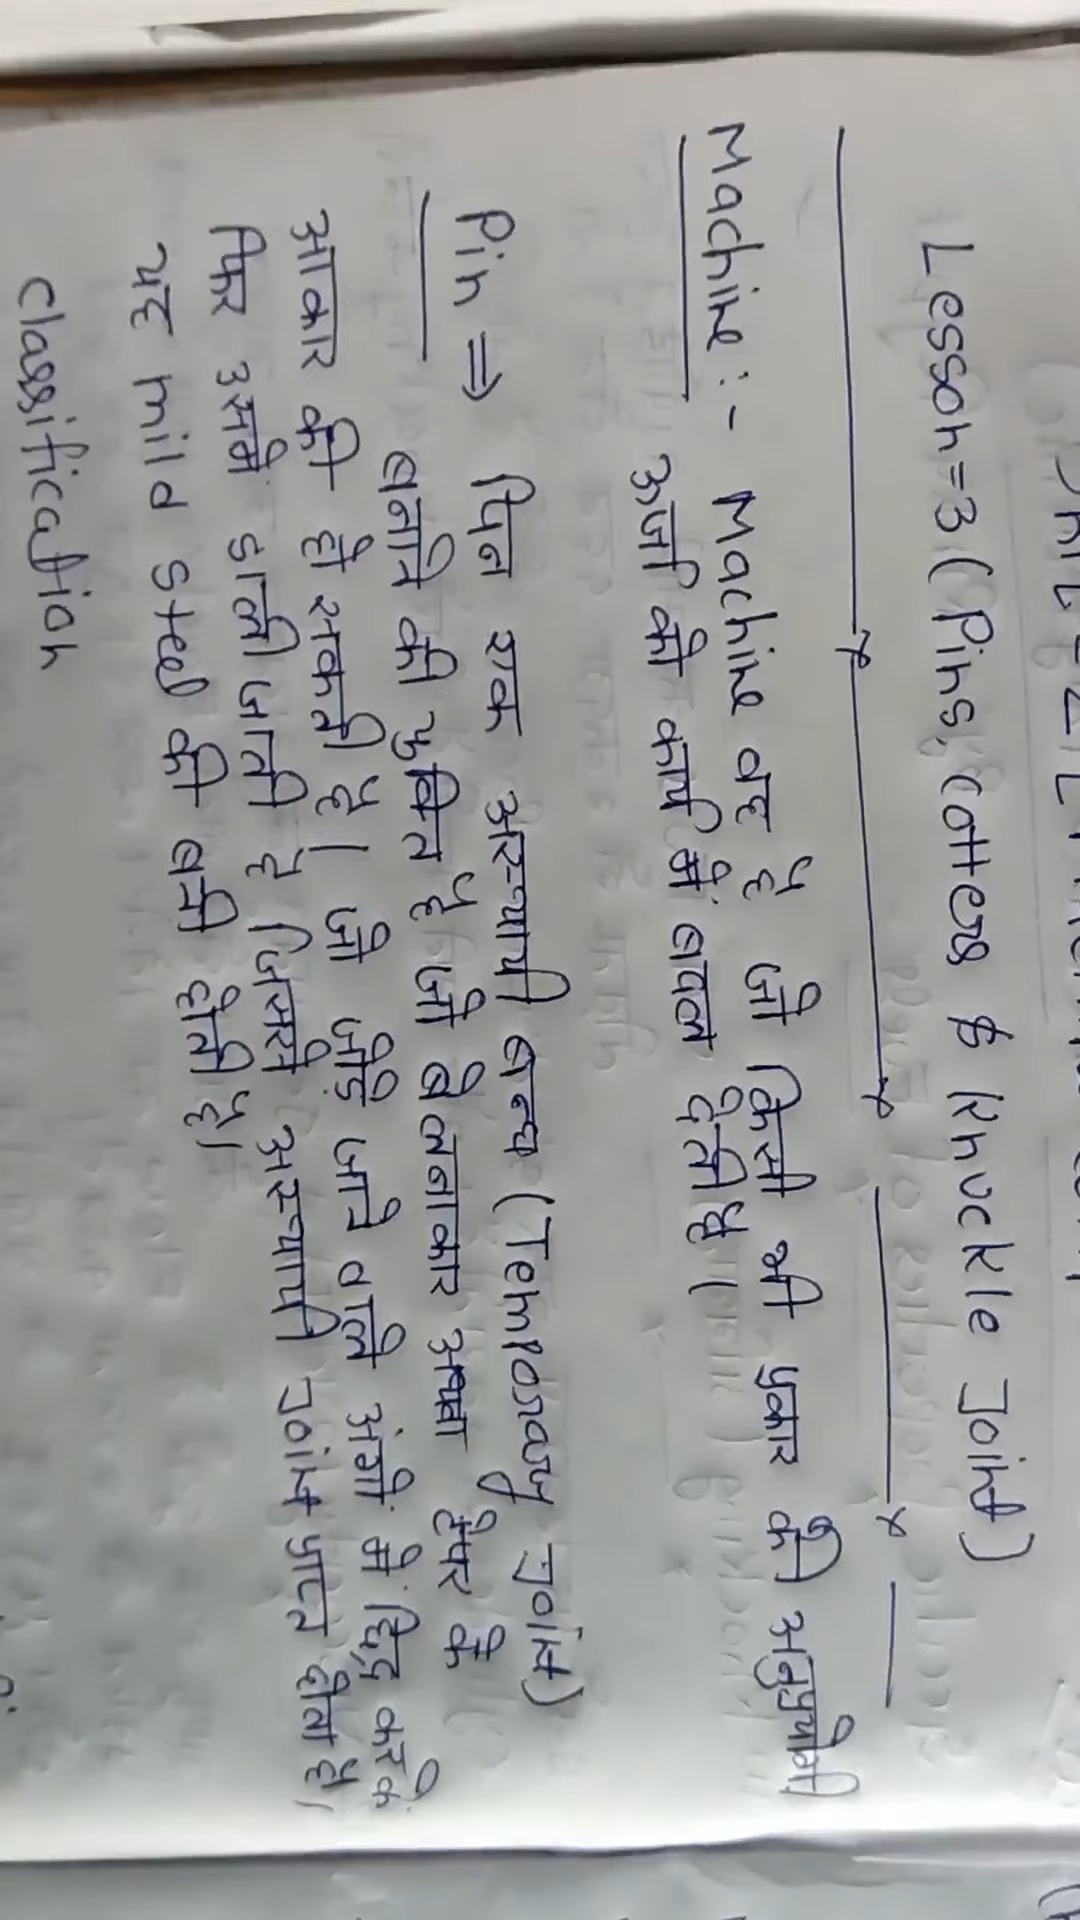 Lesson=3 (Pins, Cotters & Knuckle Joint)
Machine :- Machine वह है जो किसी भी प्रकार की अनुपयोगी
ऊर्जा को कार्य में बदल देती है।
Pin ⇒ पिन एक अस्थायी बन्ध (Temporary Joint)
बनाने की युक्ति है जो बेलनाकार अथवा टेपर के
आकार की हो सकती है। जो जोड़े जाने वाले अंगो में छिद्र करके
फिर उसमे डाली जाती है जिससे अस्थायी Joint प्राप्त होता है।
यह mild steel की बनी होती है।
classification